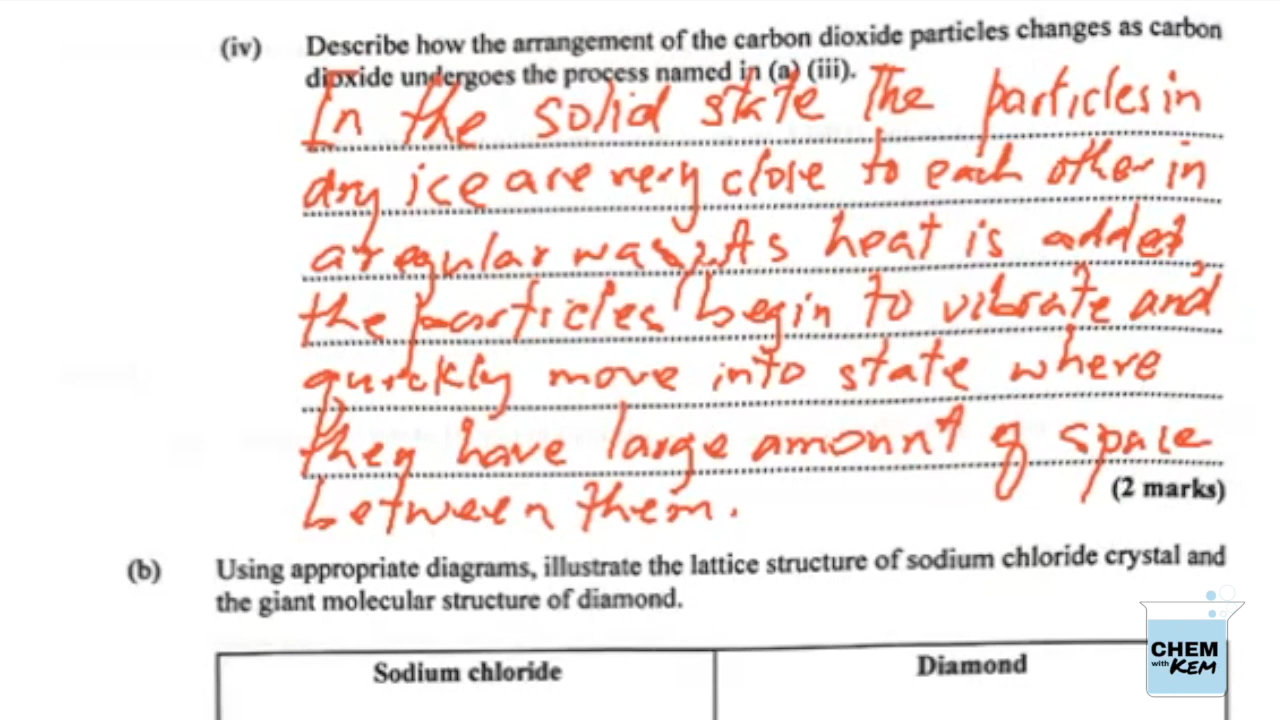 (iv) Describe how the arrangement of the carbon dioxide particles changes as carbon
dioxide undergoes the process named in (a) (iii).
In the solid state the particles in
dry ice are very close to each other in
a regular way. As heat is added,
the particles begin to vibrate and
quickly move into state where
they have large amount of space
between them.
(2 marks)
(b) Using appropriate diagrams, illustrate the lattice structure of sodium chloride crystal and
the giant molecular structure of diamond.
Sodium chloride
Diamond
CHEM
with KEM